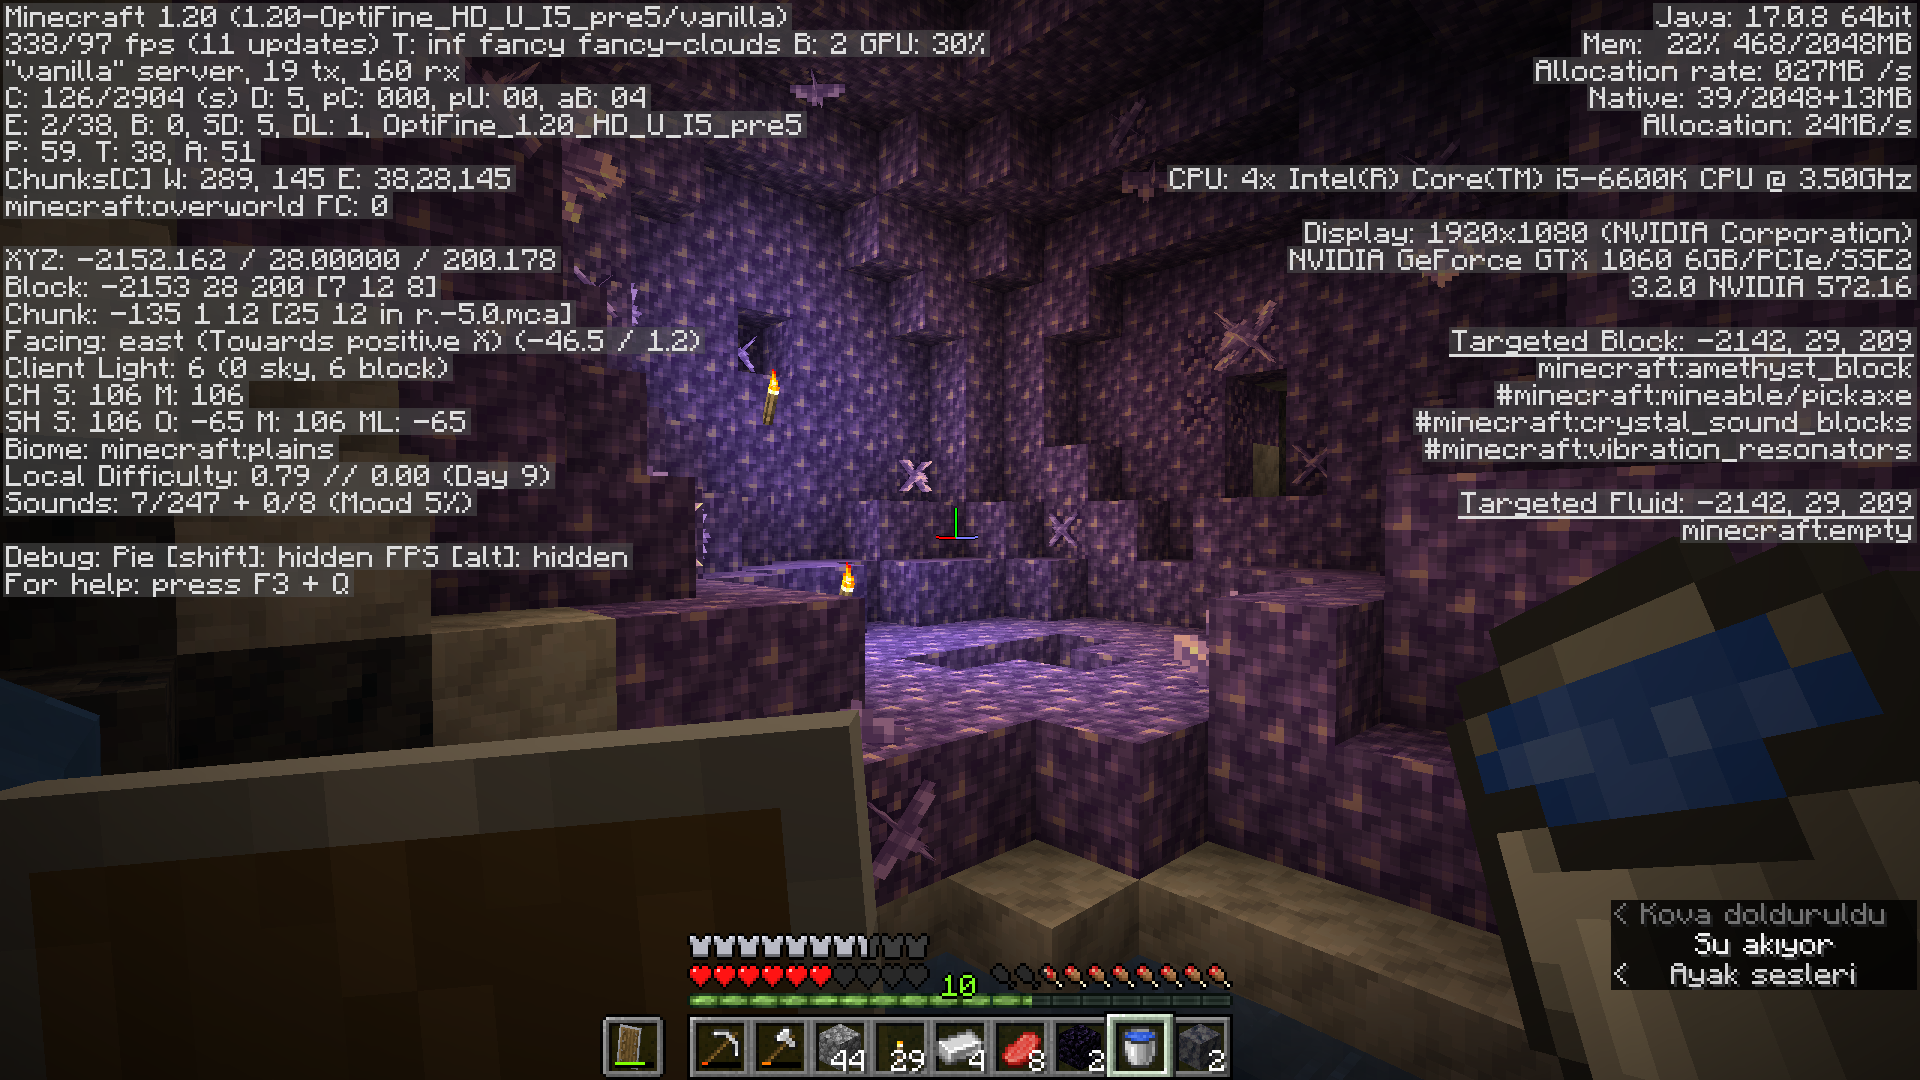 Minecraft 1.20 (1.20-OptiFine_HD_U_I5_pre5/vanilla)
338/97 fps (11 updates) T: inf fancy fancy-clouds B: 2 GPU: 30%
"vanilla" server, 19 tx, 160 rx
C: 126/2904 (s) D: 5, pC: 000, pU: 00, aB: 04
E: 2/38, B: 0, SD: 5, DL: 1, OptiFine_1.20_HD_U_I5_pre5
P: 59. T: 38, A: 51
Chunks[C] W: 289, 145 E: 38,28,145
minecraft:overworld FC: 0
XYZ: -2152.162 / 28.00000 / 200.178
Block: -2153 28 200 [7 12 8]
Chunk: -135 1 12 [25 12 in r.-5.0.mca]
Facing: east (Towards positive X) (-46.5 / 1.2)
Client Light: 6 (0 sky, 6 block)
CH S: 106 M: 106
SH S: 106 O: -65 M: 106 ML: -65
Biome: minecraft:plains
Local Difficulty: 0.79 // 0.00 (Day 9)
Sounds: 7/247 + 0/8 (Mood 5%)
Debug: Pie [shift]: hidden FPS [alt]: hidden
For help: press F3 + Q
Java: 17.0.8 64bit
Mem: 22% 468/2048MB
Allocation rate: 027MB /s
Native: 39/2048+13MB
Allocation: 24MB/s
CPU: 4x Intel(R) Core(TM) i5-6600K CPU @ 3.50GHz
Display: 1920x1080 (NVIDIA Corporation)
NVIDIA GeForce GTX 1060 6GB/PCIe/SSE2
3.2.0 NVIDIA 572.16
Targeted Block: -2142, 29, 209
minecraft:amethyst_block
#minecraft:mineable/pickaxe
#minecraft:crystal_sound_blocks
#minecraft:vibration_resonators
Targeted Fluid: -2142, 29, 209
minecraft:empty
< Kova dolduruldu
Su akıyor
< Ayak sesleri
10
44 29 4 8 2 2